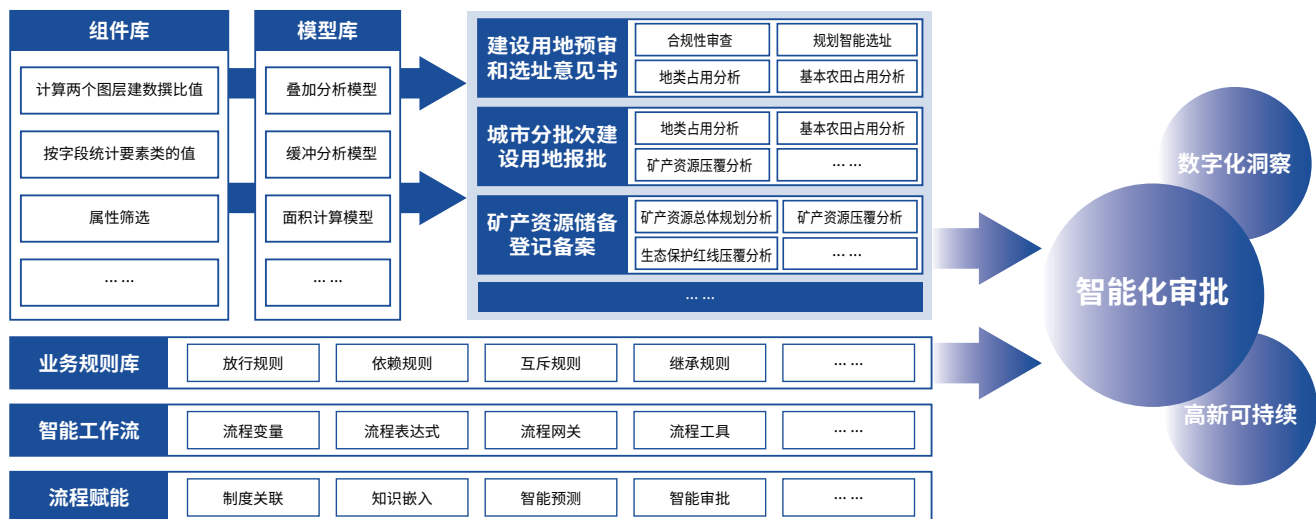 组件库
计算两个图层建数撰比值
按字段统计要素类的值
属性筛选
... ...
模型库
叠加分析模型
缓冲分析模型
面积计算模型
... ...
建设用地预审
和选址意见书
合规性审查
规划智能选址
地类占用分析
基本农田占用分析
城市分批次建
设用地报批
地类占用分析
基本农田占用分析
矿产资源压覆分析
... ...
矿产资源储备
登记备案
矿产资源总体规划分析
矿产资源压覆分析
生态保护红线压覆分析
... ...
... ...
业务规则库
放行规则
依赖规则
互斥规则
继承规则
... ...
智能工作流
流程变量
流程表达式
流程网关
流程工具
... ...
流程赋能
制度关联
知识嵌入
智能预测
智能审批
... ...
数字化洞察
智能化审批
高新可持续